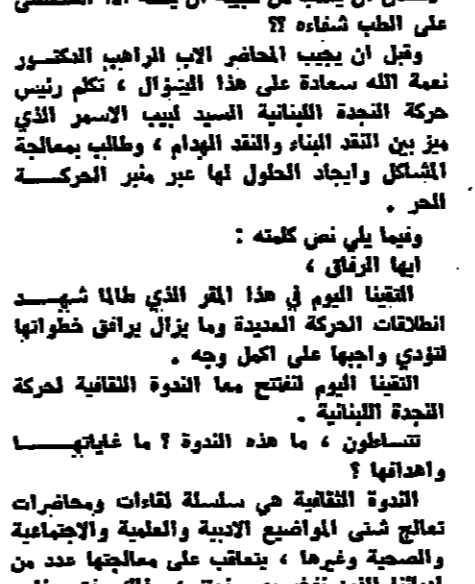 على الطب شفاءه ؟؟
وقبل ان يجيب المحاضر الاب الراهب الدكتـــور
نعمة الله سعادة على هذا السؤال ، تكلم رئيس
حركة النجدة اللبنانية السيد لبيب الاسمر الذي
ميز بين النقد البناء والنقد الهدام ، وطالب بمعالجة
المشاكل وايجاد الحلول لها عبر منبر الحركـــــة
الحر .
وفيما يلي نص كلمته :
ايها الرفاق ،
التقينا اليوم في هذا المقر الذي طالما شهـــد
انطلاقات الحركة العديدة وما يزال يرافق خطواتها
لتؤدي واجبها على اكمل وجه .
التقينا اليوم لنفتتح معا الندوة الثقافية لحركة
النجدة اللبنانية .
تتساءلون ، ما هذه الندوة ؟ ما غاياتهـــــــا
واهدافها ؟
الندوة الثقافية هي سلسلة لقاءات ومحاضرات
تعالج شتى المواضيع الادبية والعلمية والاجتماعية
والصحية وغيرها ، يتعاقب على معالجتها عدد من